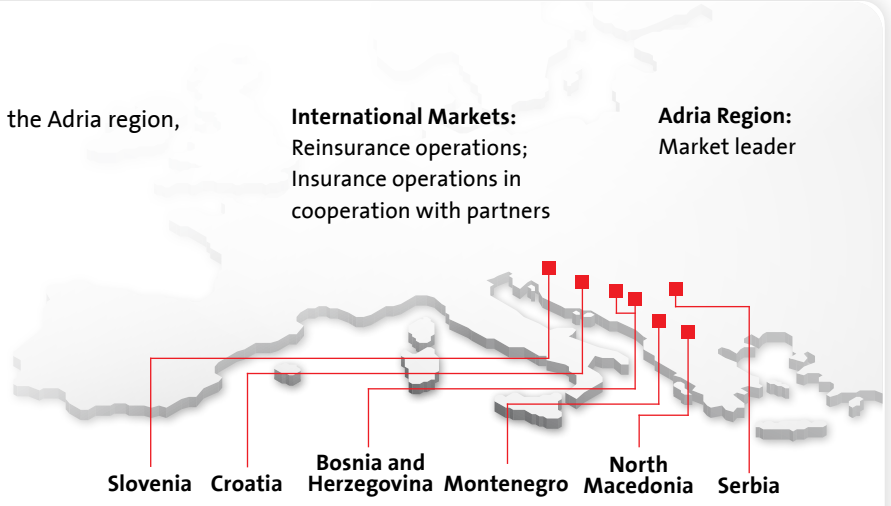 the Adria region,
International Markets:
Reinsurance operations;
Insurance operations in
cooperation with partners
Adria Region:
Market leader
Slovenia
Croatia
Bosnia and
Herzegovina
Montenegro
North
Macedonia
Serbia